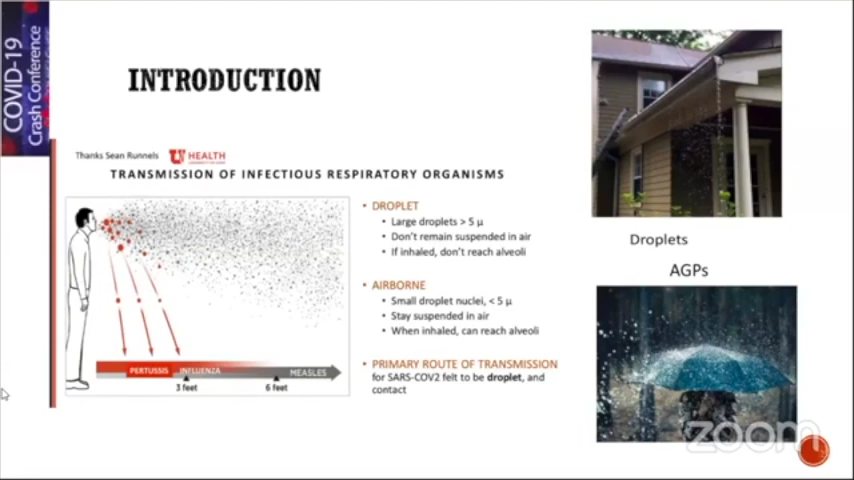 COVID-19
Crash Conference
INTRODUCTION
Thanks Sean Runnels
U HEALTH
TRANSMISSION OF INFECTIOUS RESPIRATORY ORGANISMS
DROPLET
Large droplets > 5 µ
Don't remain suspended in air
If inhaled, don't reach alveoli
AIRBORNE
Small droplet nuclei, < 5 µ
Stay suspended in air
When inhaled, can reach alveoli
PRIMARY ROUTE OF TRANSMISSION
for SARS-COV2 felt to be droplet, and
contact
PERTUSSIS
INFLUENZA
MEASLES
3 feet
6 feet
Droplets
AGPs
zoom